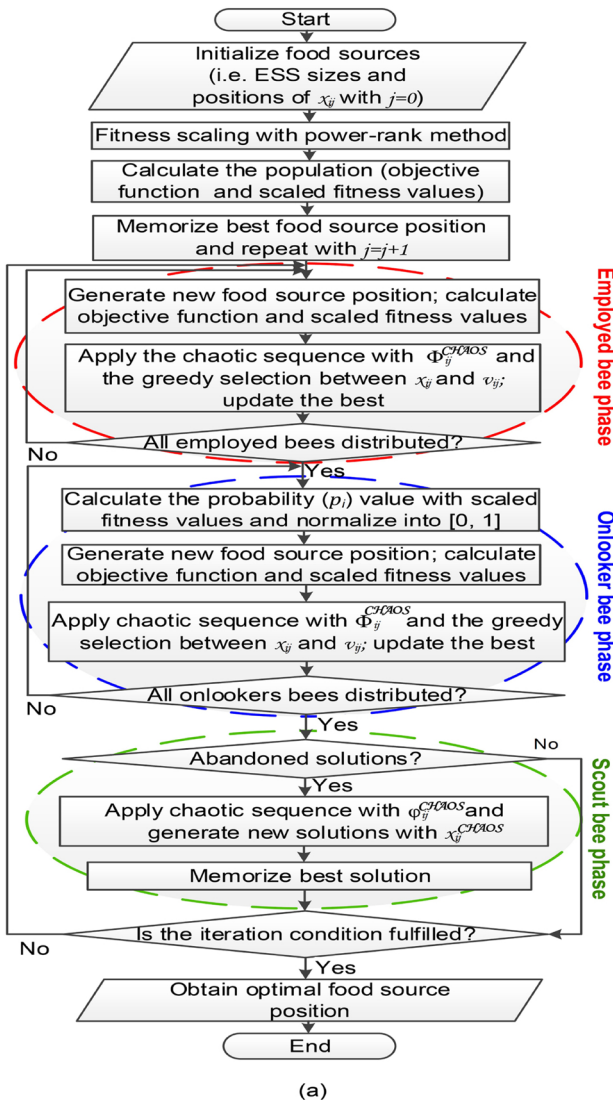 Start
Initialize food sources
(i.e. ESS sizes and
positions of xij with j=0)
Fitness scaling with power-rank method
Calculate the population (objective
function and scaled fitness values)
Memorize best food source position
and repeat with j=j+1
Employed bee phase
Generate new food source position; calculate
objective function and scaled fitness values
Apply the chaotic sequence with Φij^CHAOS and
the greedy selection between xij and vij;
update the best
All employed bees distributed?
No
Yes
Onlooker bee phase
Calculate the probability (pi) value with scaled
fitness values and normalize into [0, 1]
Generate new food source position; calculate
objective function and scaled fitness values
Apply chaotic sequence with Φij^CHAOS and the greedy
selection between xij and vij; update the best
All onlookers bees distributed?
No
Yes
Scout bee phase
Abandoned solutions?
No
Yes
Apply chaotic sequence with φij^CHAOS and
generate new solutions with xij^CHAOS
Memorize best solution
Is the iteration condition fulfilled?
No
Yes
Obtain optimal food source
position
End
(a)